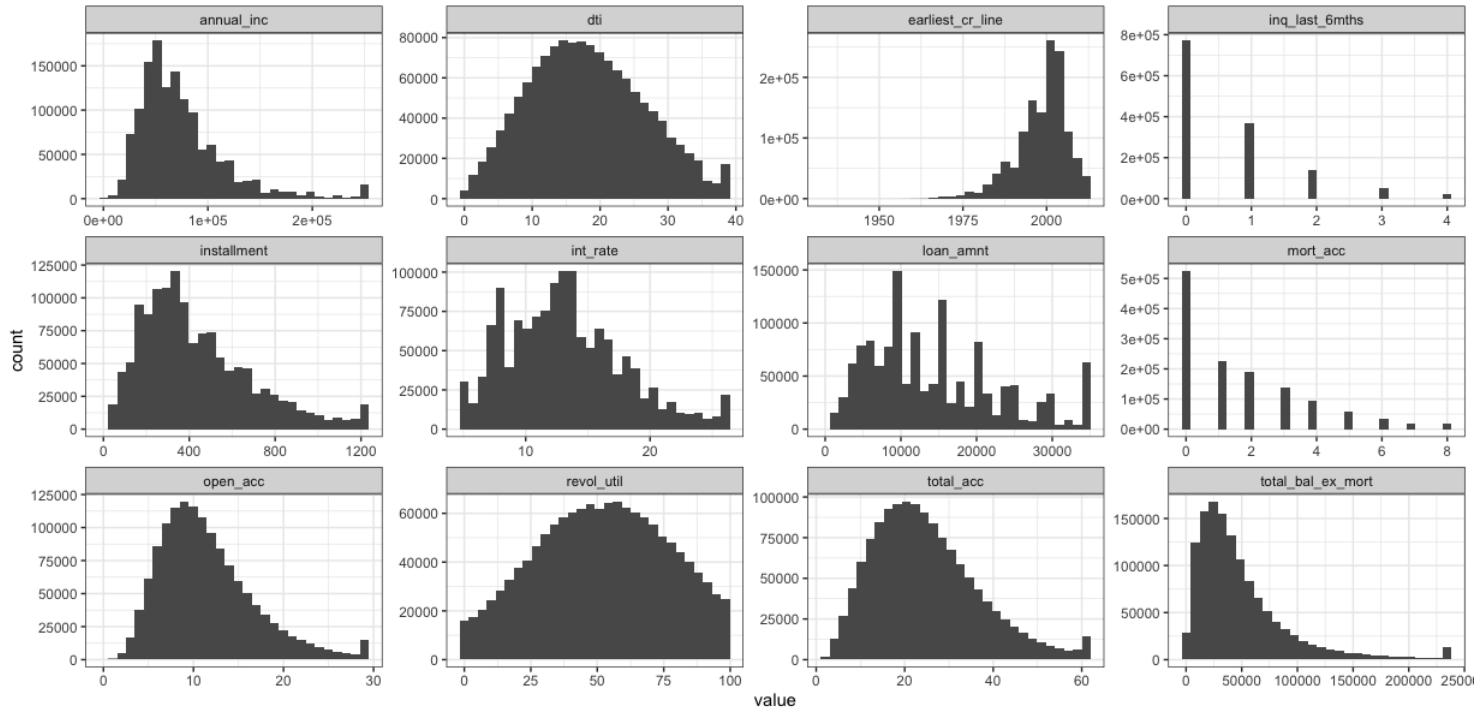 annual_inc
dti
earliest_cr_line
inq_last_6mths
150000
100000
50000
0
0e+00
1e+05
2e+05
80000
60000
40000
20000
0
0
10
20
30
40
2e+05
1e+05
0e+00
1950
1975
2000
8e+05
6e+05
4e+05
2e+05
0e+00
0
1
2
3
4
count
installment
int_rate
loan_amnt
mort_acc
125000
100000
75000
50000
25000
0
0
400
800
1200
100000
75000
50000
25000
0
10
20
150000
100000
50000
0
0
10000
20000
30000
5e+05
4e+05
3e+05
2e+05
1e+05
0e+00
0
2
4
6
8
open_acc
revol_util
total_acc
total_bal_ex_mort
125000
100000
75000
50000
25000
0
0
10
20
30
60000
40000
20000
0
0
25
50
75
100
100000
75000
50000
25000
0
0
20
40
60
150000
100000
50000
0
0
50000
100000
150000
200000
25000
value